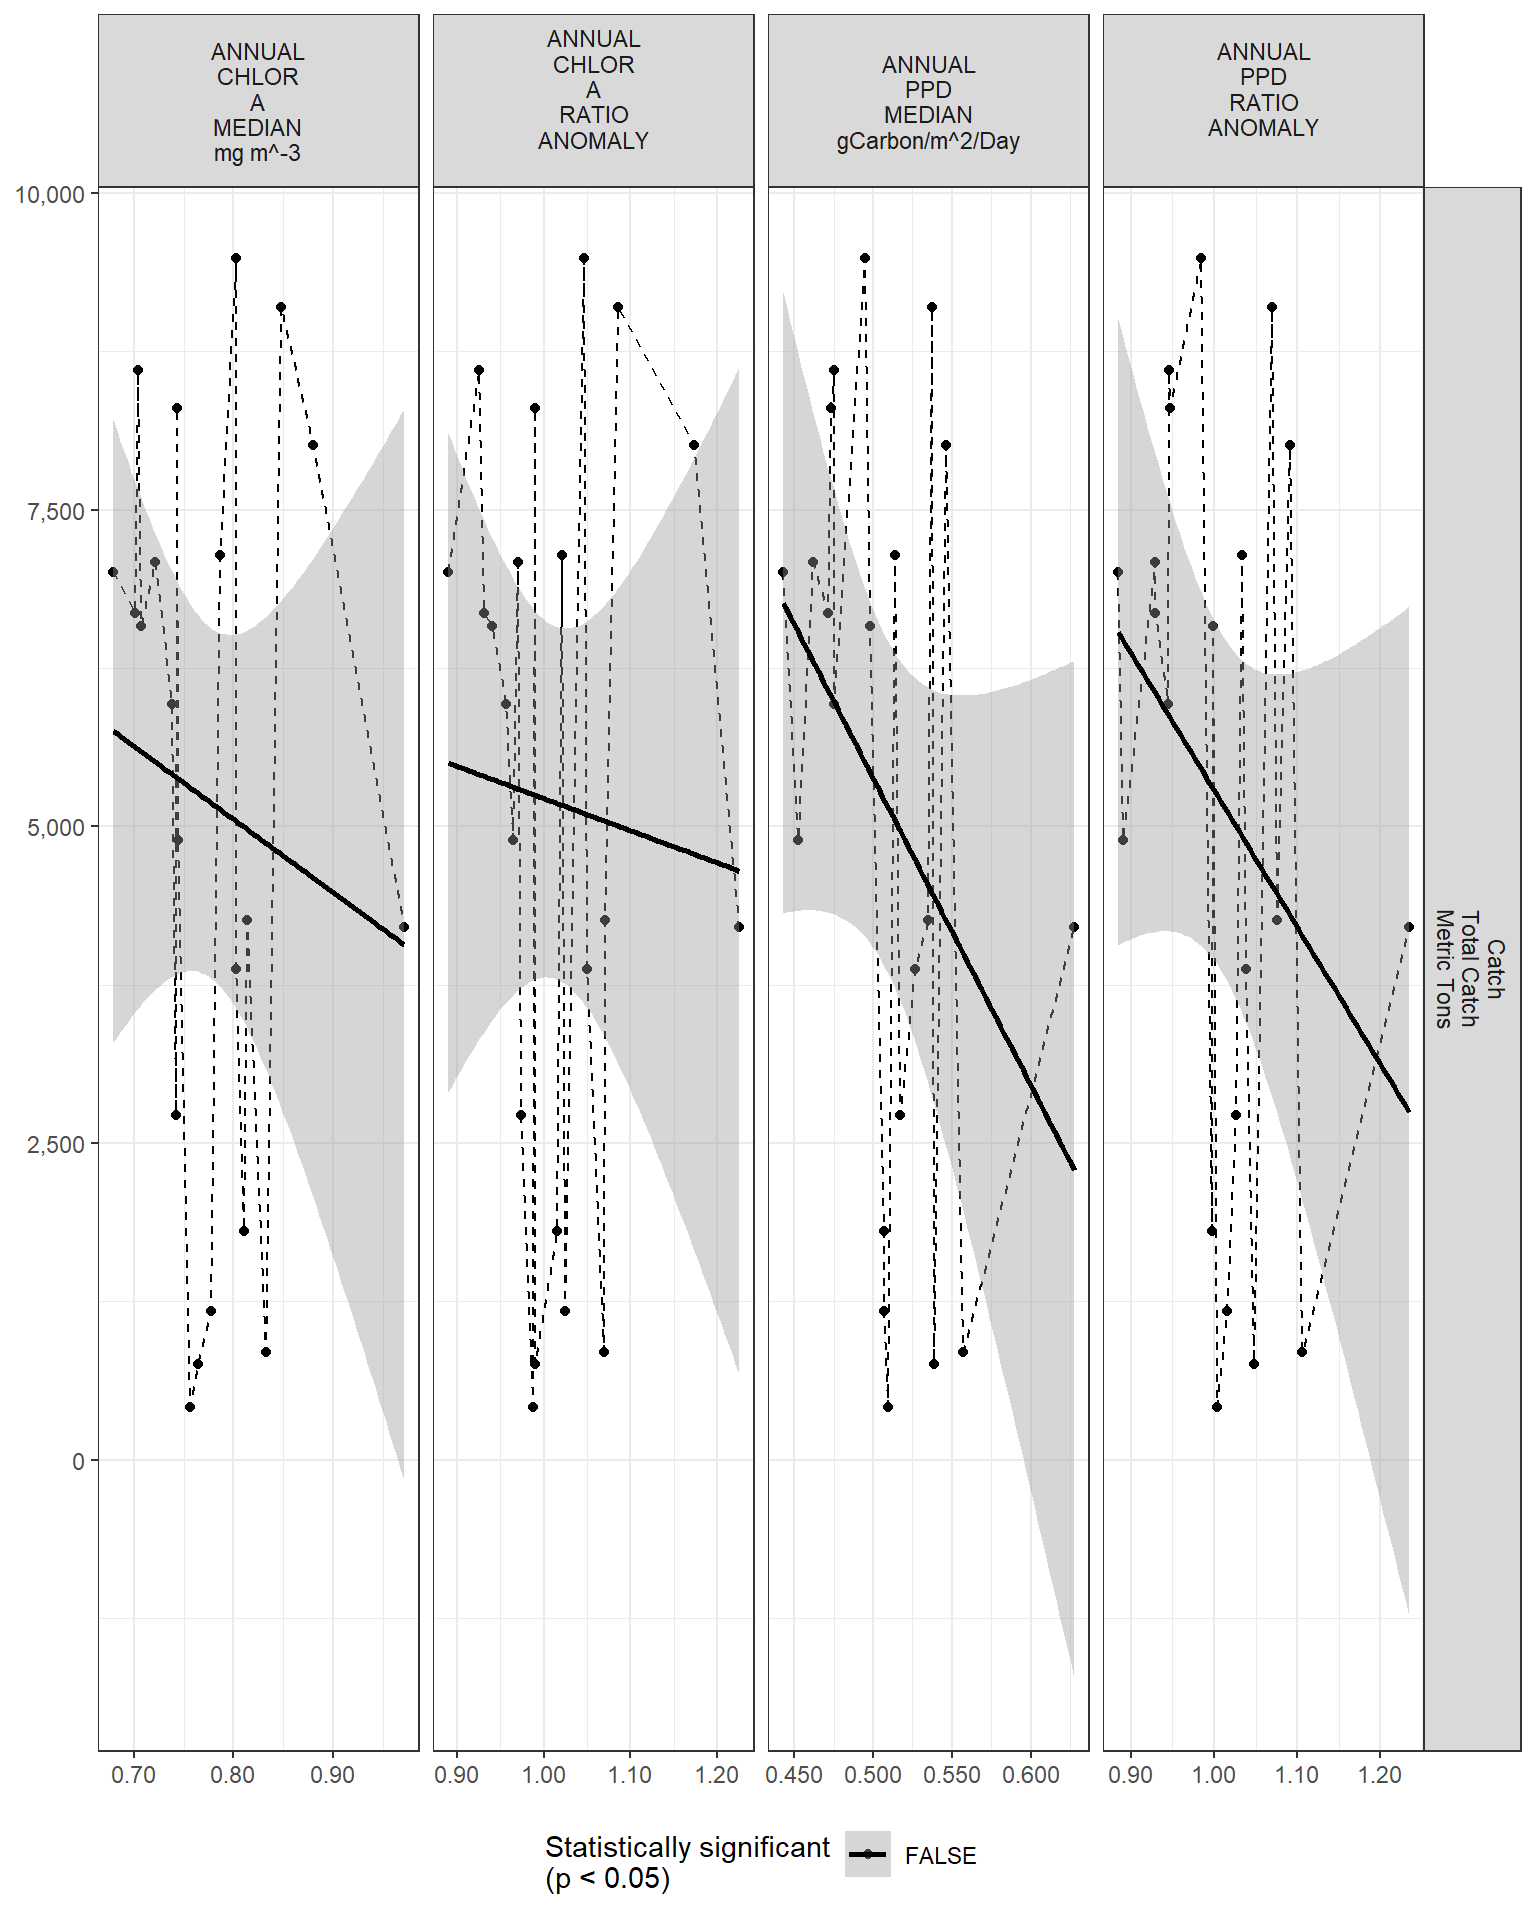 ANNUAL
CHLOR
A
MEDIAN
mg m^-3
ANNUAL
CHLOR
A
RATIO
ANOMALY
ANNUAL
PPD
MEDIAN
gCarbon/m^2/Day
ANNUAL
PPD
RATIO
ANOMALY
10,000
7,500
5,000
2,500
0
Catch
Total Catch
Metric Tons
0.70 0.80 0.90
0.90 1.00 1.10 1.20
0.450 0.500 0.550 0.600
0.90 1.00 1.10 1.20
Statistically significant
(p < 0.05)
FALSE